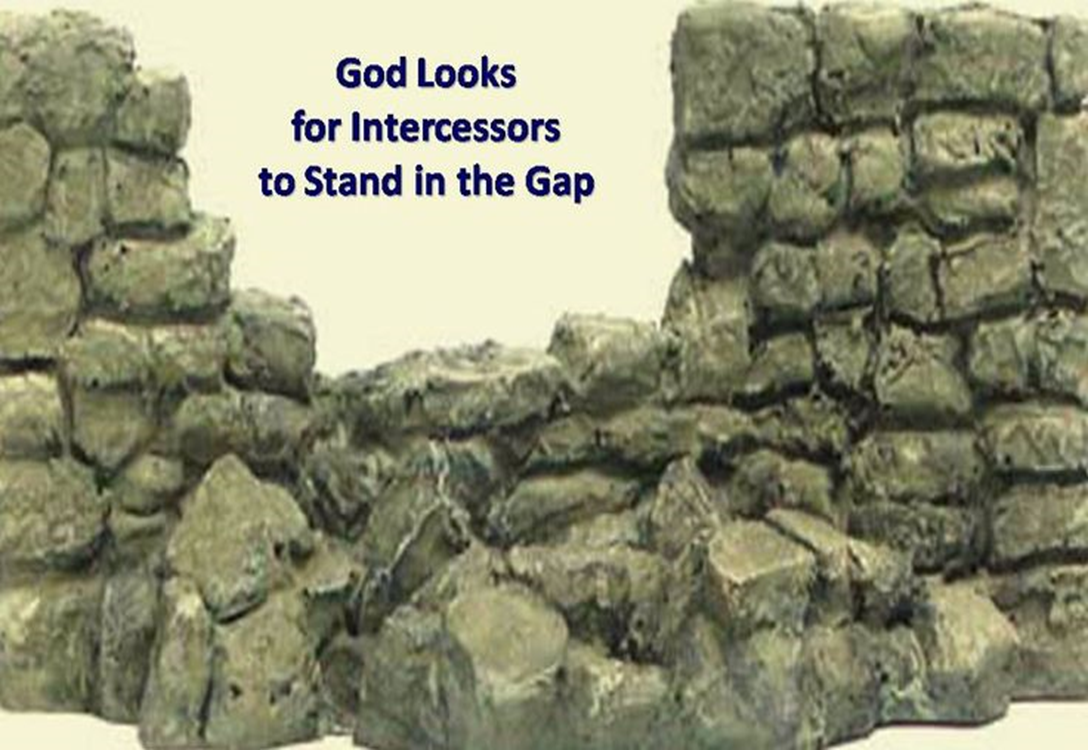 God Looks
for Intercessors
to Stand in the Gap